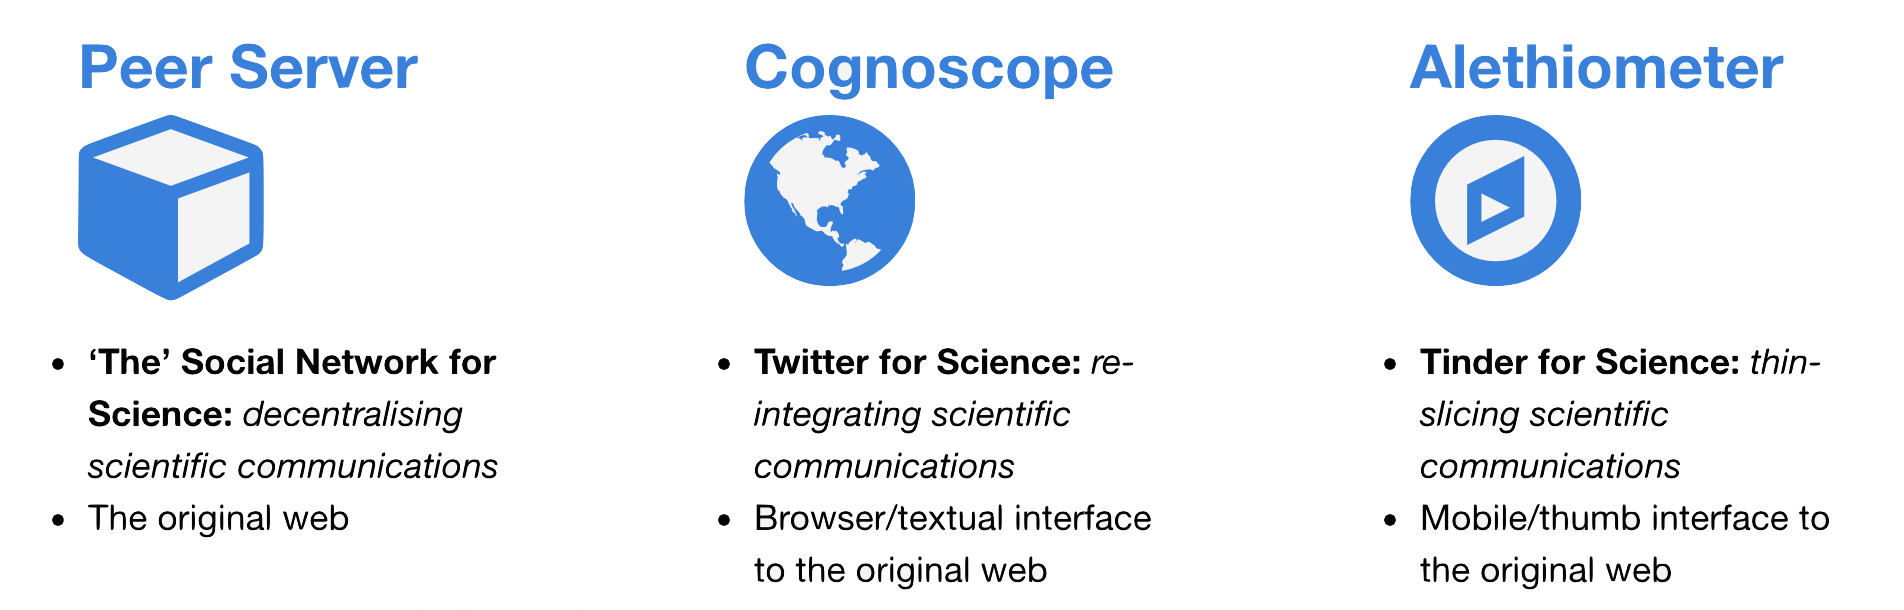 Peer Server
‘The’ Social Network for
Science: decentralising
scientific communications
The original web
Cognoscope
Twitter for Science: re-
integrating scientific
communications
Browser/textual interface
to the original web
Alethiometer
Tinder for Science: thin-
slicing scientific
communications
Mobile/thumb interface to
the original web